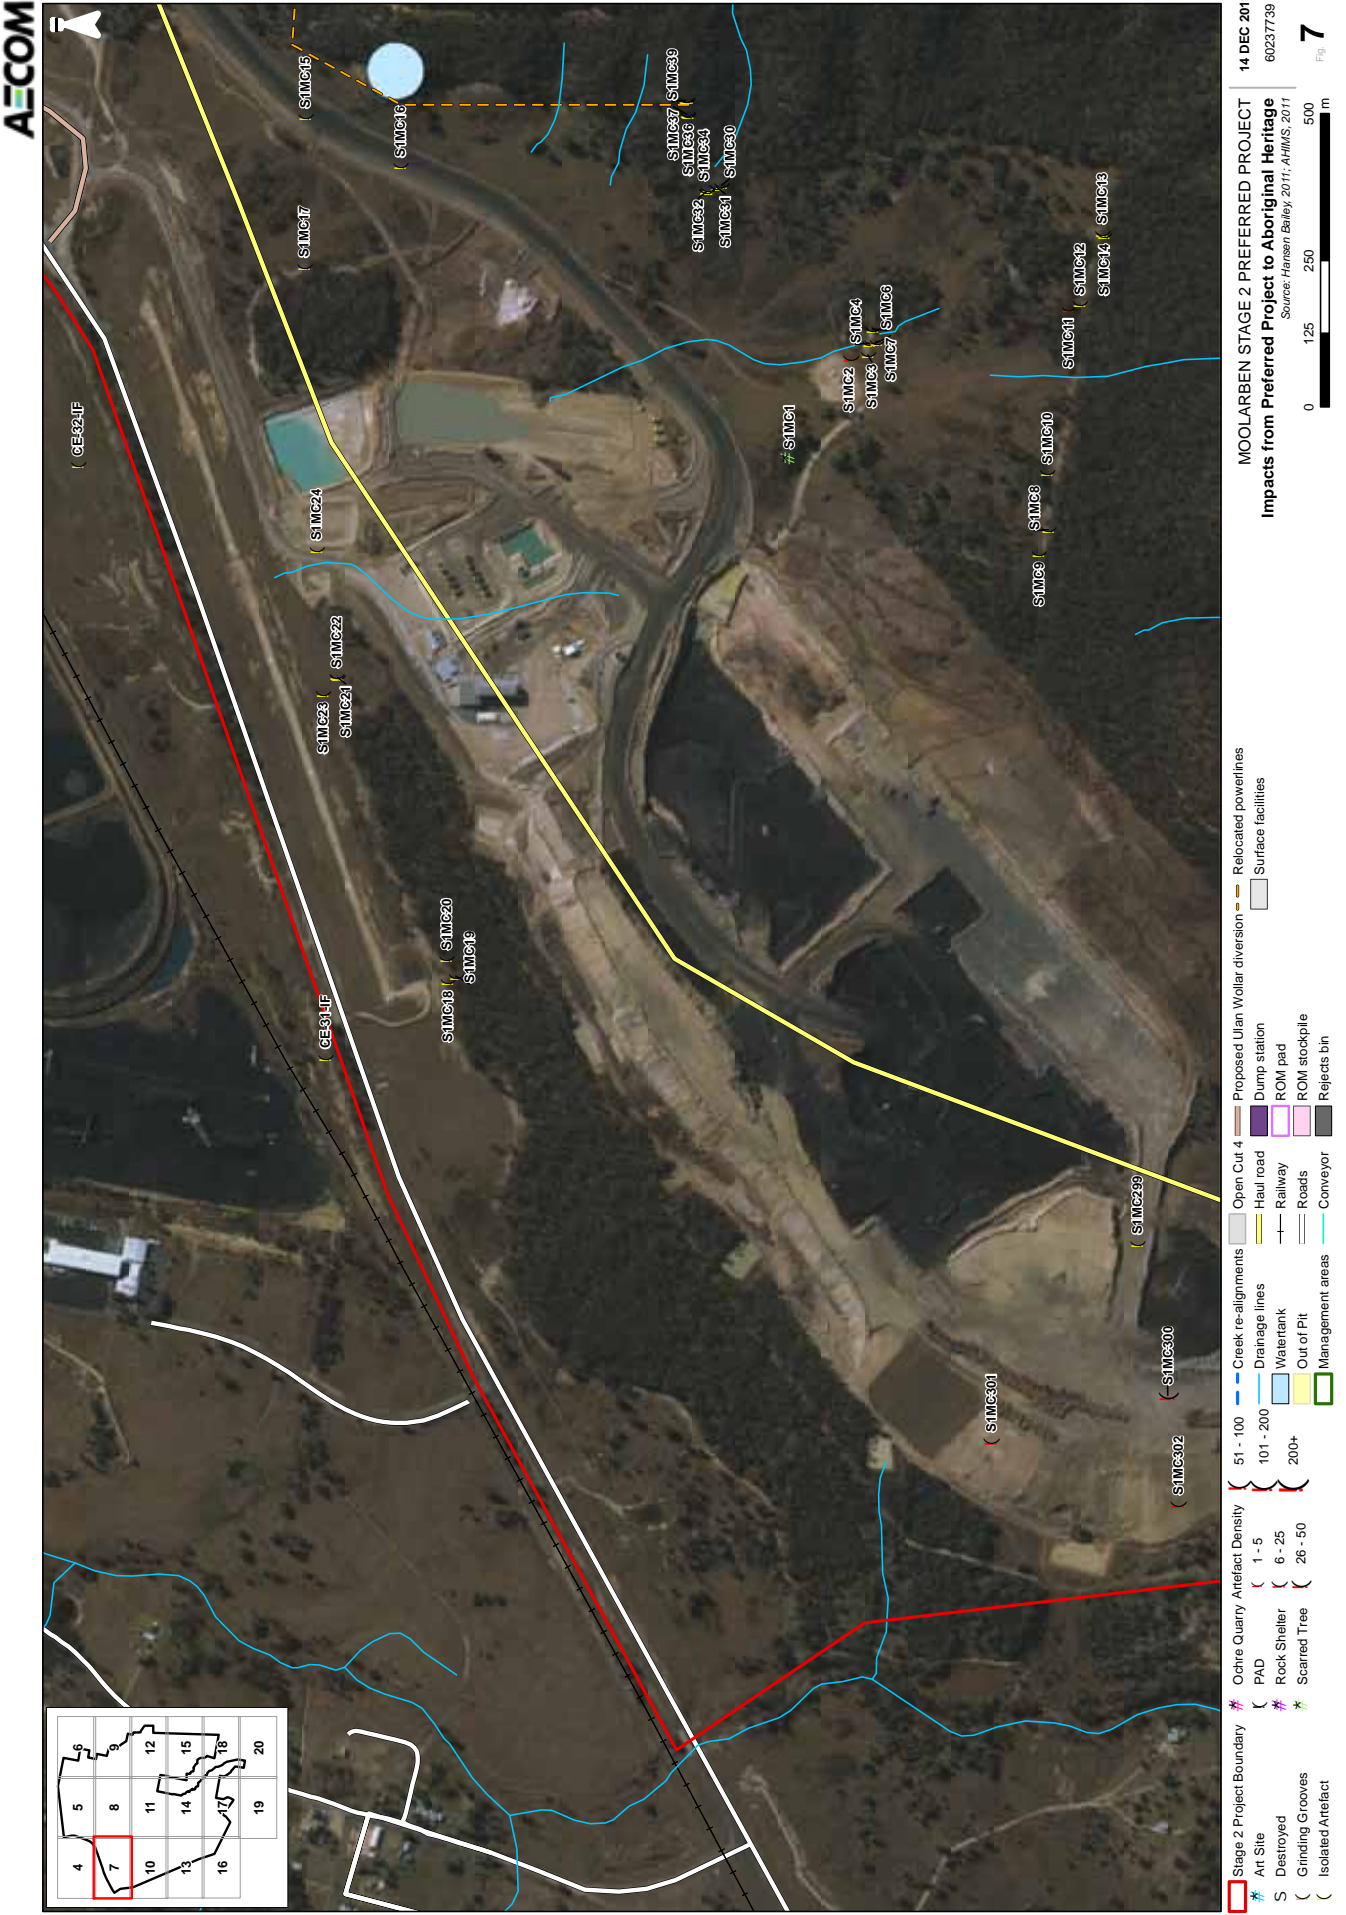 AECOM
CE-32-IF
CE-31-IF
S1MC15
S1MC16
S1MC17
S1MC39
S1MC37
S1MC36
S1MC34
S1MC30
S1MC32
S1MC31
S1MC13
S1MC12
S1MC14
S1MC11
S1MC4
S1MC6
S1MC2
S1MC3
S1MC7
S1MC1
S1MC10
S1MC8
S1MC9
S1MC24
S1MC22
S1MC23
S1MC21
S1MC20
S1MC18
S1MC19
S1MC299
S1MC300
S1MC301
S1MC302
4 5 6
7 8 9
10 11 12
13 14 15
16 17 18
19 20
Stage 2 Project Boundary
Art Site
S Destroyed
Grinding Grooves
Isolated Artefact
Ochre Quarry
PAD
Rock Shelter
Scarred Tree
Artefact Density
1 - 5
6 - 25
26 - 50
51 - 100
101 - 200
200+
Creek re-alignments
Drainage lines
Watertank
Out of Pit
Management areas
Open Cut 4
Haul road
Railway
Roads
Conveyor
Proposed Ulan Wollar diversion
Dump station
ROM pad
ROM stockpile
Rejects bin
Relocated powerlines
Surface facilities
MOOLARBEN STAGE 2 PREFERRED PROJECT
Impacts from Preferred Project to Aboriginal Heritage
Source: Hansen Bailey, 2011; AHIMS, 2011
0 125 250 500
m
14 DEC 201
60237739
Fig. 7